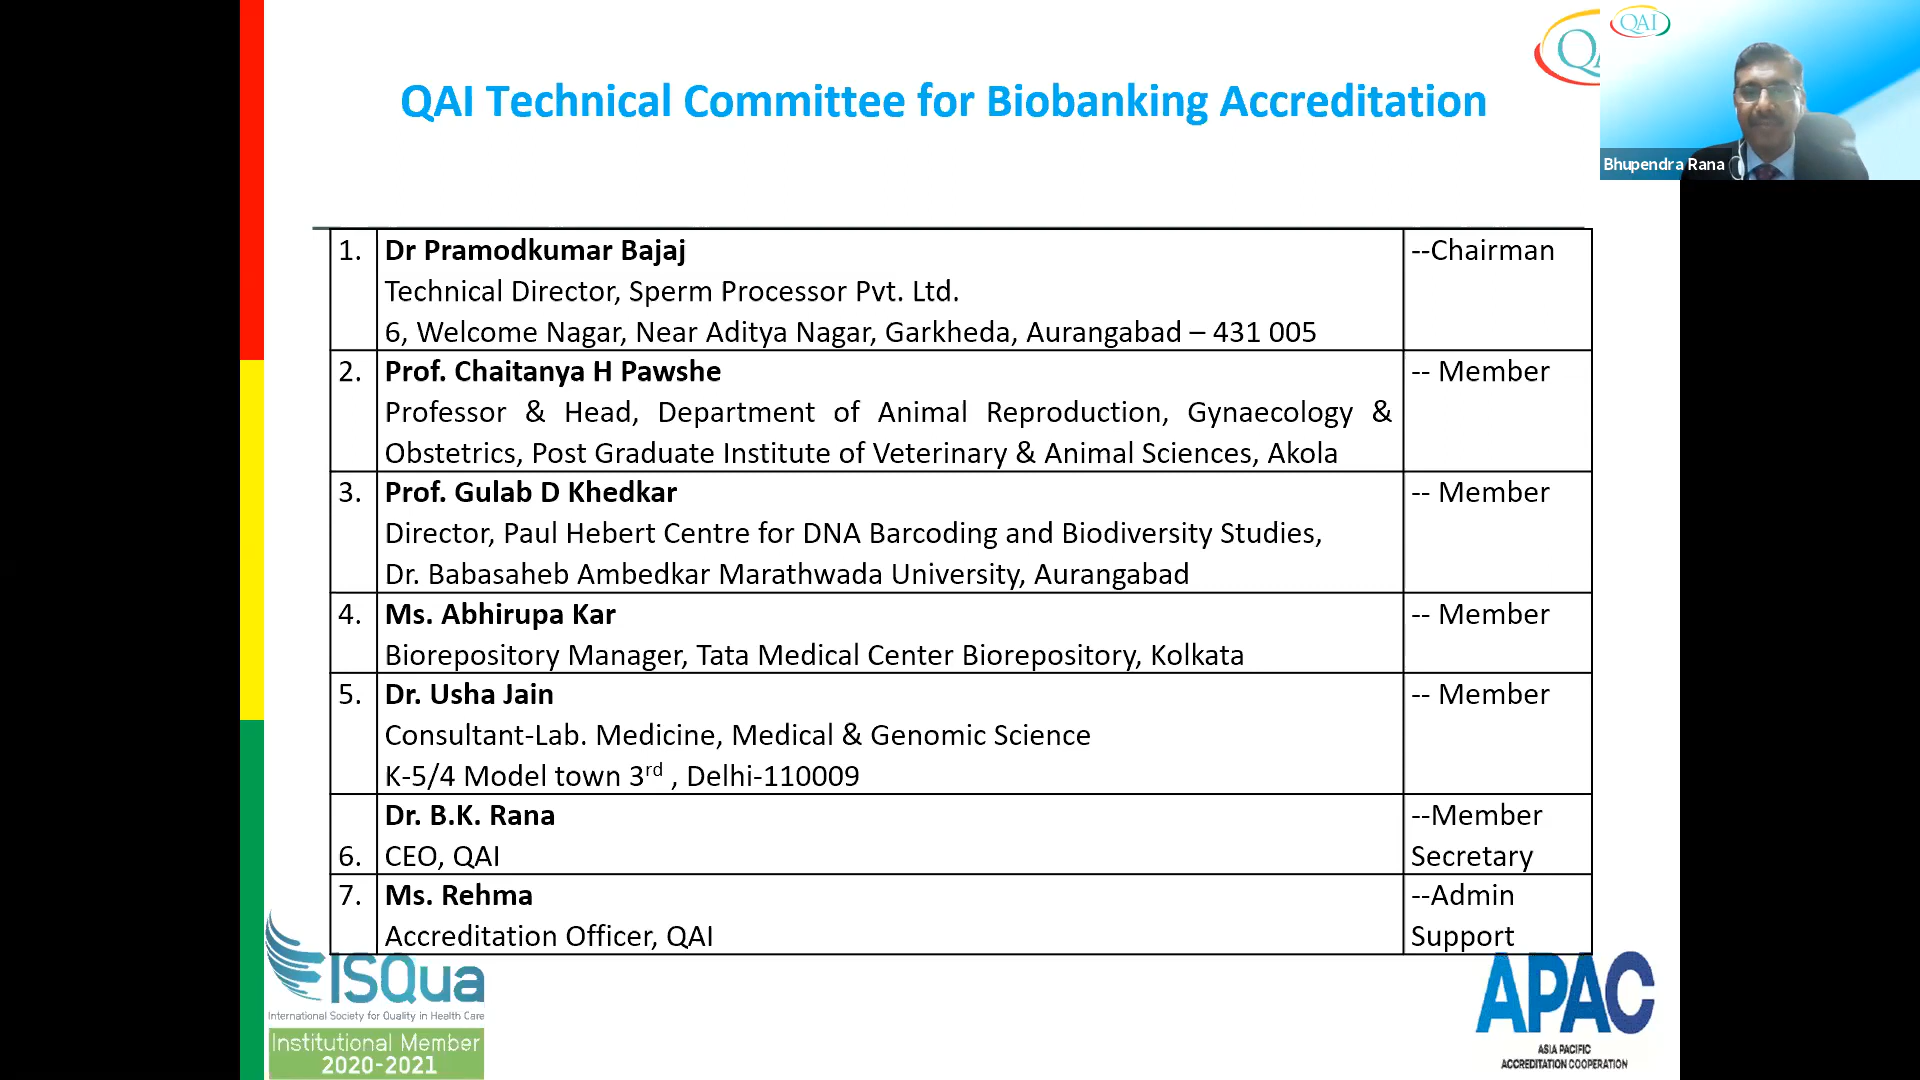 QAI Technical Committee for Biobanking Accreditation
QAI
Bhupendra Rana
1. Dr Pramodkumar Bajaj --Chairman
Technical Director, Sperm Processor Pvt. Ltd.
6, Welcome Nagar, Near Aditya Nagar, Garkheda, Aurangabad – 431 005
2. Prof. Chaitanya H Pawshe -- Member
Professor & Head, Department of Animal Reproduction, Gynaecology &
Obstetrics, Post Graduate Institute of Veterinary & Animal Sciences, Akola
3. Prof. Gulab D Khedkar -- Member
Director, Paul Hebert Centre for DNA Barcoding and Biodiversity Studies,
Dr. Babasaheb Ambedkar Marathwada University, Aurangabad
4. Ms. Abhirupa Kar -- Member
Biorepository Manager, Tata Medical Center Biorepository, Kolkata
5. Dr. Usha Jain -- Member
Consultant-Lab. Medicine, Medical & Genomic Science
K-5/4 Model town 3rd , Delhi-110009
Dr. B.K. Rana --Member
6. CEO, QAI Secretary
7. Ms. Rehma --Admin
Accreditation Officer, QAI Support
ISQua
International Society for Quality in Health Care
Institutional Member
2020-2021
APAC
ASIA PACIFIC
ACCREDITATION COOPERATION